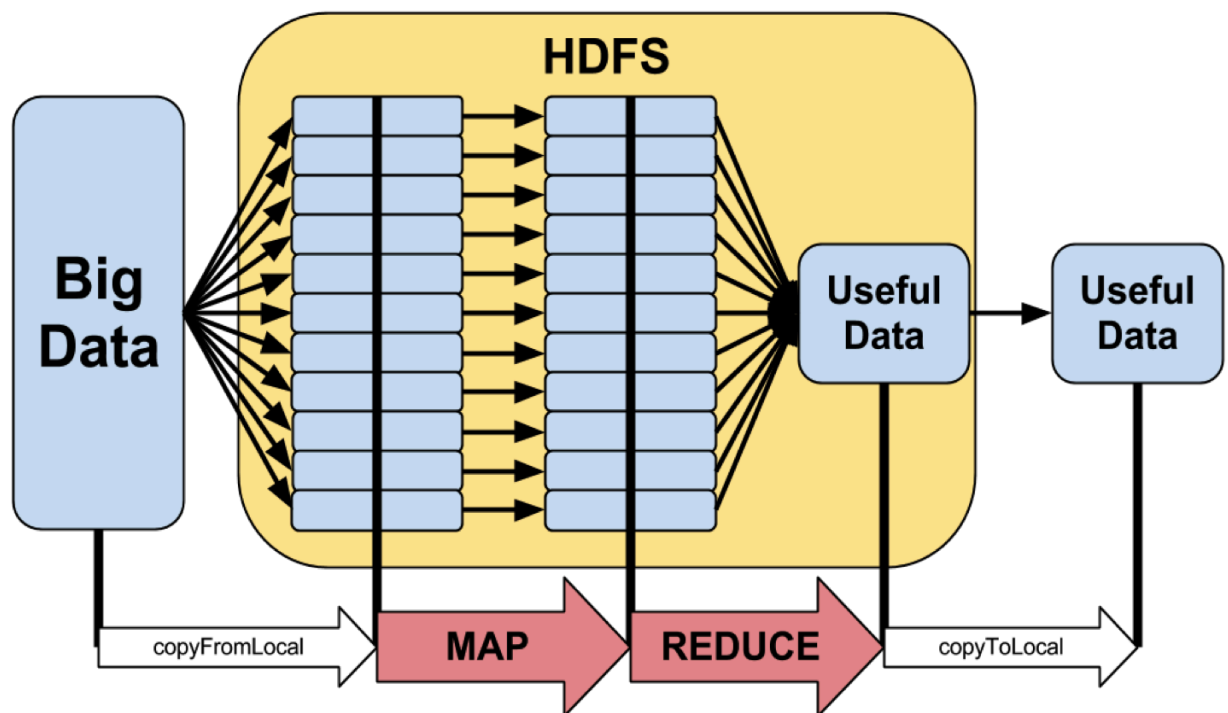 HDFS
Big
Data
Useful
Data
Useful
Data
copyFromLocal
MAP
REDUCE
copyToLocal